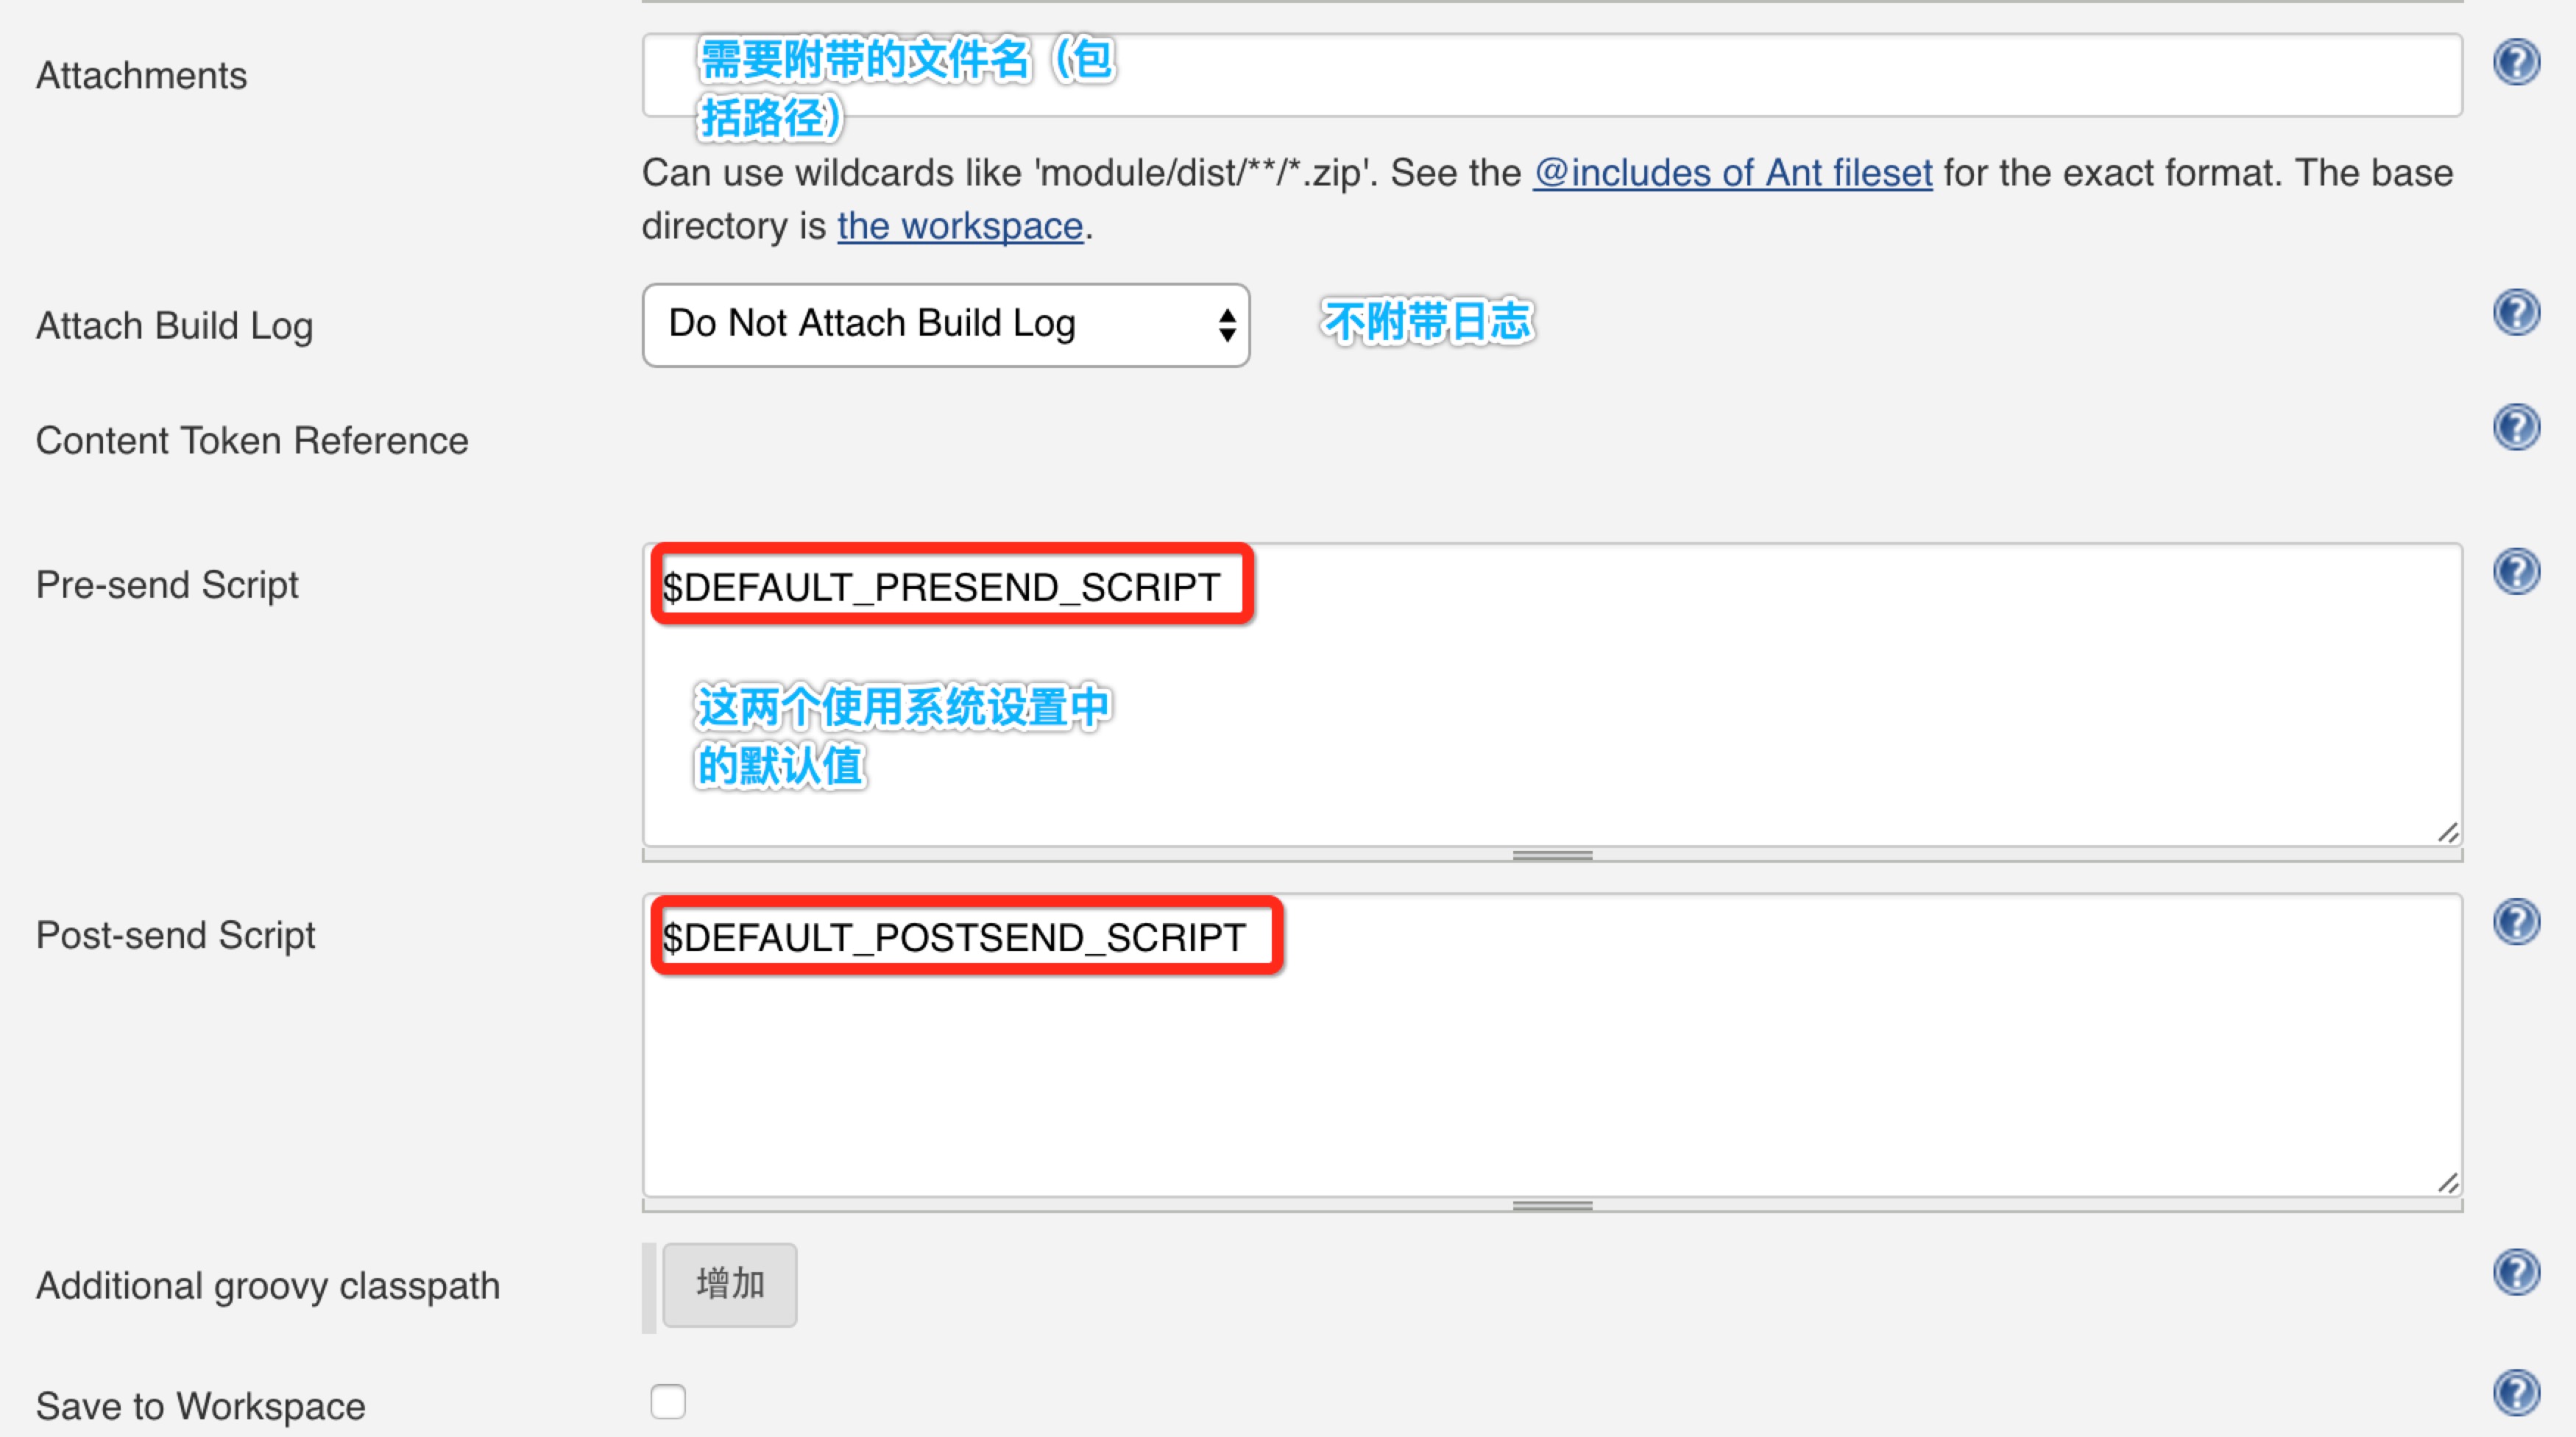 Attachments
需要附带的文件名（包
括路径）
Can use wildcards like 'module/dist/**/*.zip'. See the @includes of Ant fileset for the exact format. The base
directory is the workspace.
Attach Build Log
Do Not Attach Build Log
不附带日志
Content Token Reference
Pre-send Script
$DEFAULT_PRESEND_SCRIPT
这两个使用系统设置中
的默认值
Post-send Script
$DEFAULT_POSTSEND_SCRIPT
Additional groovy classpath
增加
Save to Workspace